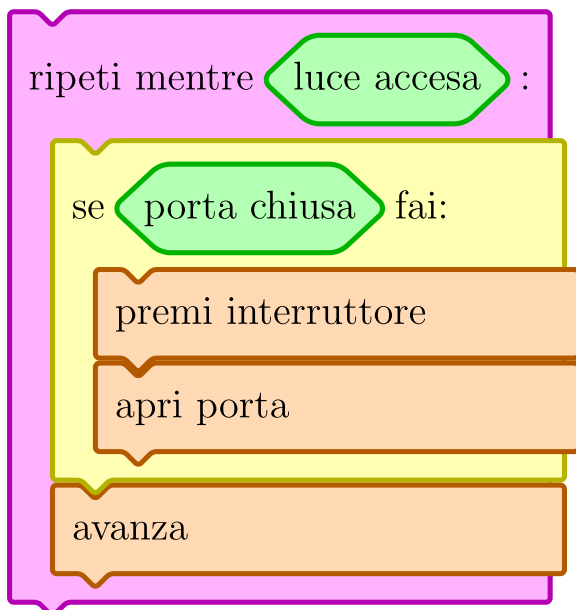 ripeti mentre luce accesa :
se porta chiusa fai:
premi interruttore
apri porta
avanza